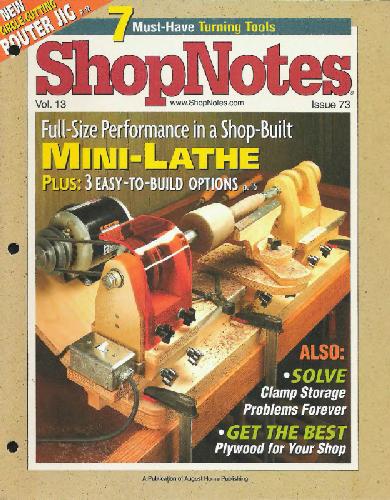 NEW
CIRCLE-CUTTING
ROUTER JIG
7 Must-Have Turning Tools
ShopNotes
Vol. 13
www.ShopNotes.com
Issue 73
Full-Size Performance in a Shop-Built
MINI-LATHE
PLUS: 3 EASY-TO-BUILD OPTIONS
ALSO:
• SOLVE
Clamp Storage
Problems Forever
• GET THE BEST
Plywood for Your Shop
A Publication of August Home Publishing